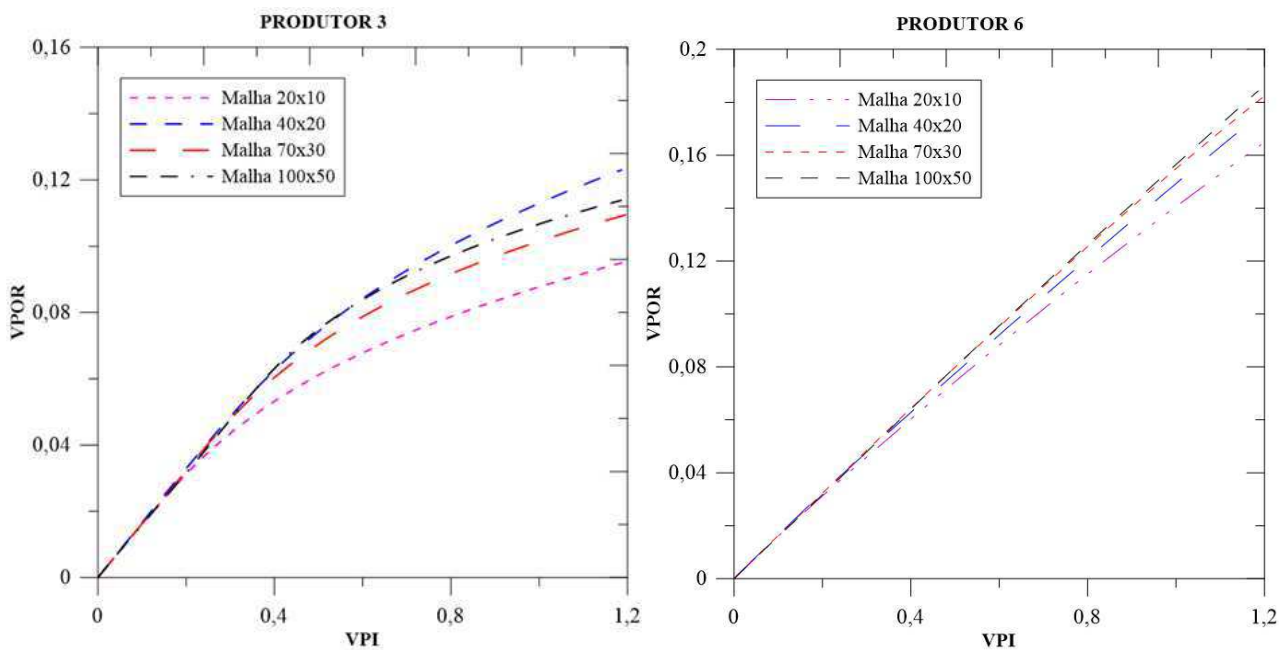 PRODUTOR 3
0,16
0,12
0,08
0,04
0
VPOR
Malha 20x10
Malha 40x20
Malha 70x30
Malha 100x50
0
0,4
0,8
1,2
VPI
PRODUTOR 6
0,2
0,16
0,12
0,08
0,04
0
VPOR
Malha 20x10
Malha 40x20
Malha 70x30
Malha 100x50
0
0,4
0,8
1,2
VPI